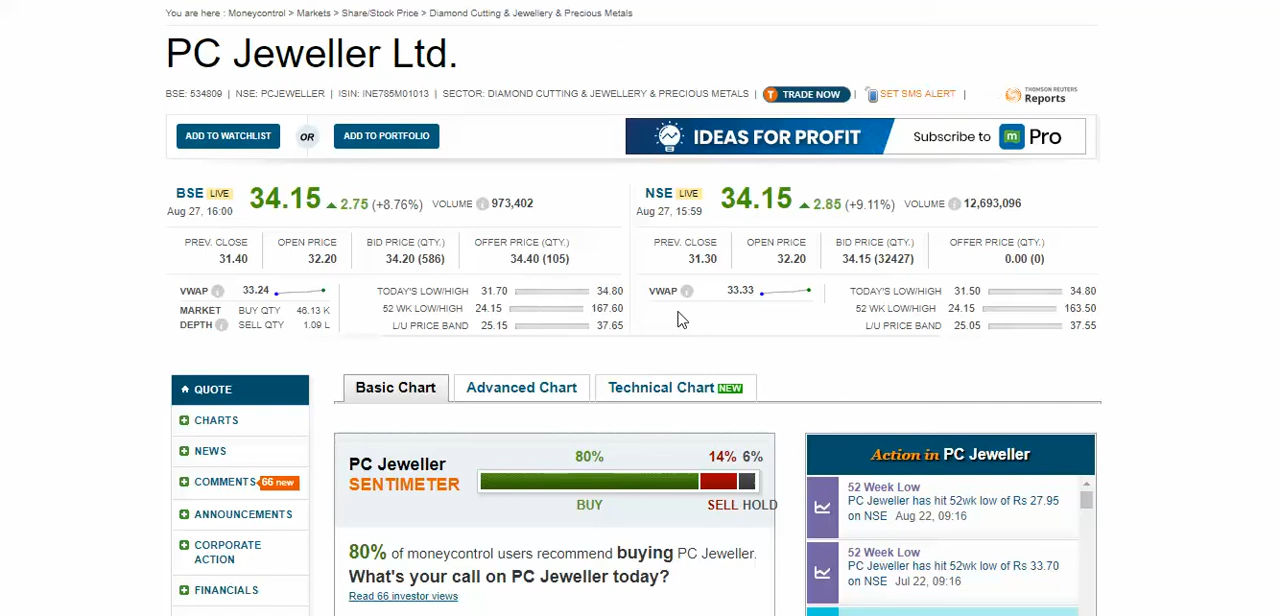 You are here : Moneycontrol > Markets > Share/Stock Price > Diamond Cutting & Jewellery & Precious Metals
PC Jeweller Ltd.
BSE: 534809 | NSE: PCJEWELLER | ISIN: INE785M01013 | SECTOR: DIAMOND CUTTING & JEWELLERY & PRECIOUS METALS | T TRADE NOW | SET SMS ALERT | THOMSON REUTERS Reports
ADD TO WATCHLIST OR ADD TO PORTFOLIO IDEAS FOR PROFIT Subscribe to m Pro
BSE LIVE 34.15 2.75 (+8.76%) VOLUME 973,402
Aug 27, 16:00
PREV. CLOSE OPEN PRICE BID PRICE (QTY.) OFFER PRICE (QTY.)
31.40 32.20 34.20 (586) 34.40 (105)
VWAP 33.24 TODAY'S LOW/HIGH 31.70 34.80
MARKET DEPTH BUY QTY 46.13 K 52 WK LOW/HIGH 24.15 167.60
SELL QTY 1.09 L L/U PRICE BAND 25.15 37.65
NSE LIVE 34.15 2.85 (+9.11%) VOLUME 12,693,096
Aug 27, 15:59
PREV. CLOSE OPEN PRICE BID PRICE (QTY.) OFFER PRICE (QTY.)
31.30 32.20 34.15 (32427) 0.00 (0)
VWAP 33.33 TODAY'S LOW/HIGH 31.50 34.80
52 WK LOW/HIGH 24.15 163.50
L/U PRICE BAND 25.05 37.55
QUOTE
CHARTS
NEWS
COMMENTS 66 new
ANNOUNCEMENTS
CORPORATE
ACTION
FINANCIALS
Basic Chart Advanced Chart Technical Chart NEW
PC Jeweller
SENTIMETER
80% 14% 6%
BUY SELL HOLD
80% of moneycontrol users recommend buying PC Jeweller.
What's your call on PC Jeweller today?
Read 66 investor views
Action in PC Jeweller
52 Week Low
PC Jeweller has hit 52wk low of Rs 27.95
on NSE Aug 22, 09:16
52 Week Low
PC Jeweller has hit 52wk low of Rs 33.70
on NSE Jul 22, 09:16